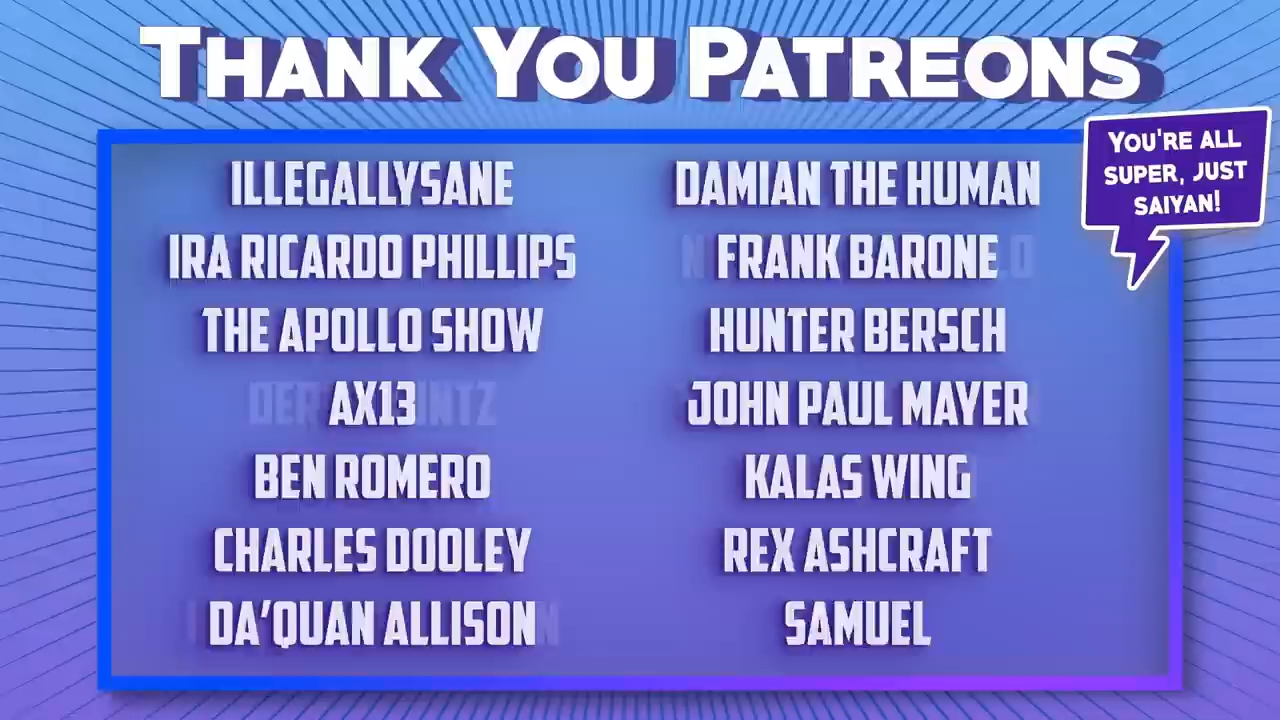 THANK YOU PATREONS
YOU'RE ALL
SUPER, JUST
SAIYAN!
ILLEGALLYSANE
IRA RICARDO PHILLIPS
THE APOLLO SHOW
AX13
BEN ROMERO
CHARLES DOOLEY
DA'QUAN ALLISON
DAMIAN THE HUMAN
FRANK BARONE
HUNTER BERSCH
JOHN PAUL MAYER
KALAS WING
REX ASHCRAFT
SAMUEL